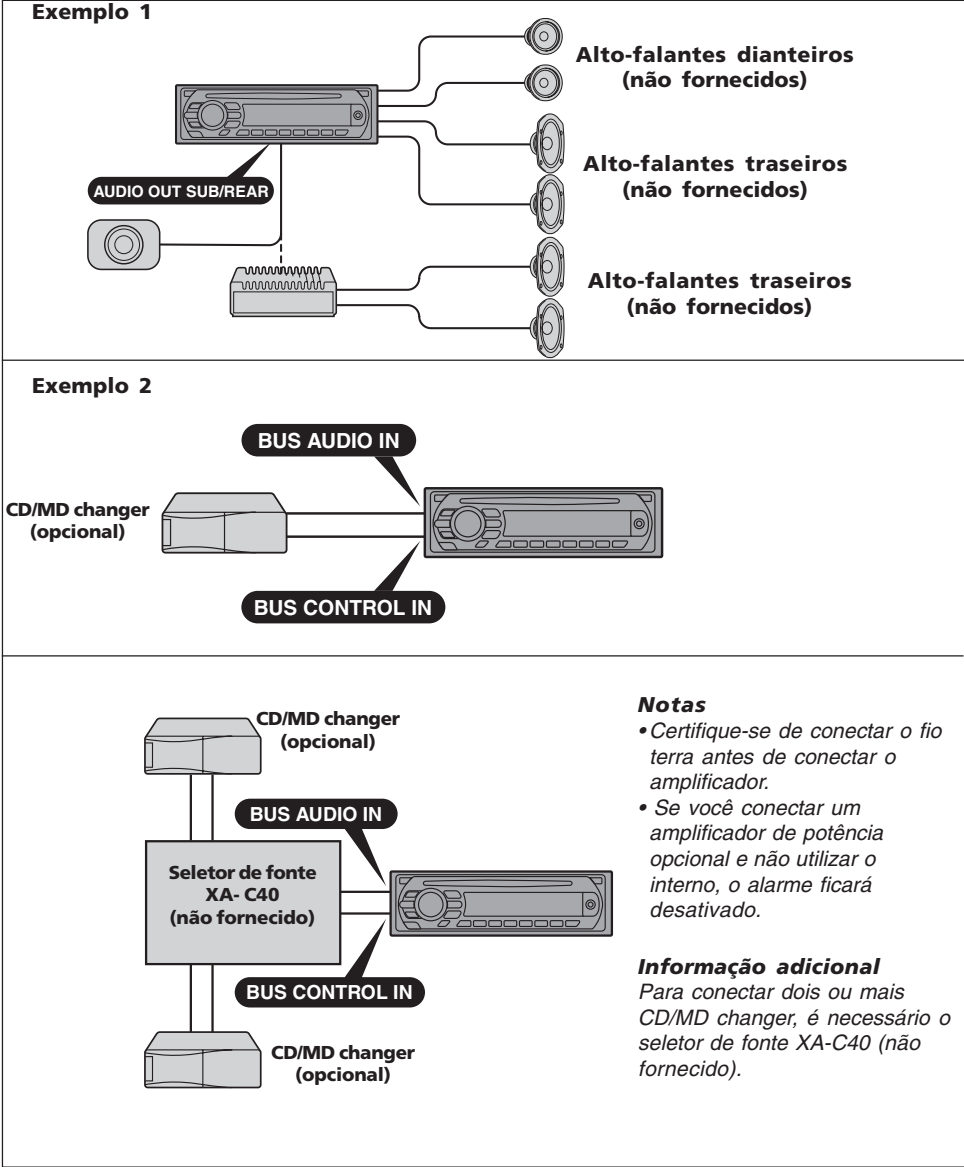 Exemplo 1
Alto-falantes dianteiros
(não fornecidos)
Alto-falantes traseiros
(não fornecidos)
AUDIO OUT SUB/REAR
Alto-falantes traseiros
(não fornecidos)
Exemplo 2
BUS AUDIO IN
CD/MD changer
(opcional)
BUS CONTROL IN
CD/MD changer
(opcional)
BUS AUDIO IN
Seletor de fonte
XA- C40
(não fornecido)
BUS CONTROL IN
CD/MD changer
(opcional)
Notas
•Certifique-se de conectar o fio
terra antes de conectar o
amplificador.
• Se você conectar um
amplificador de potência
opcional e não utilizar o
interno, o alarme ficará
desativado.
Informação adicional
Para conectar dois ou mais
CD/MD changer, é necessário o
seletor de fonte XA-C40 (não
fornecido).